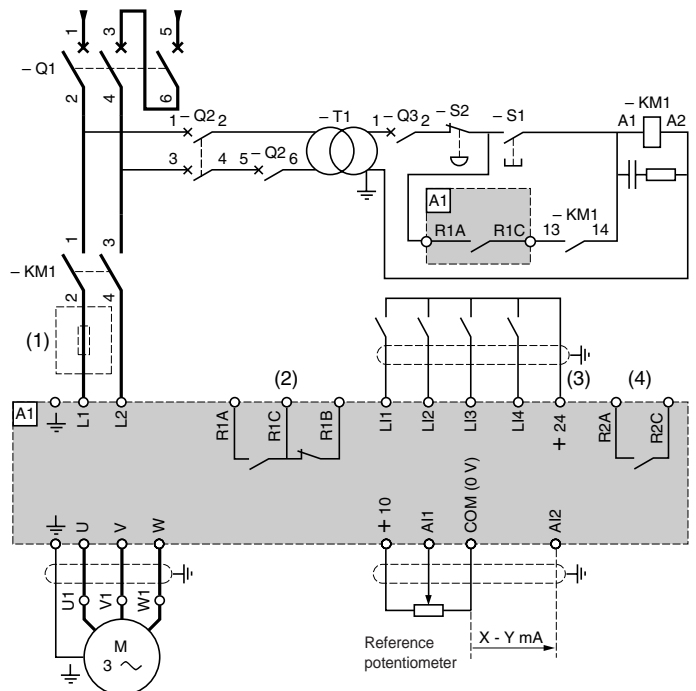 1 3 5
– Q1
2 4 6
1 – Q2 2
– T1
1 – Q3 2
– S2
– S1
– KM1
A1 A2
3 4 5 – Q2 6
A1
R1A R1C
– KM1
13 14
1 3
– KM1
2 4
(1)
(2)
(3)
(4)
A1
L1
L2
R1A
R1C
R1B
LI1
LI2
LI3
LI4
+ 24
R2A
R2C
U
V
W
+ 10
AI1
COM (0 V)
AI2
U1
V1
W1
M
3
Reference
potentiometer
X - Y mA